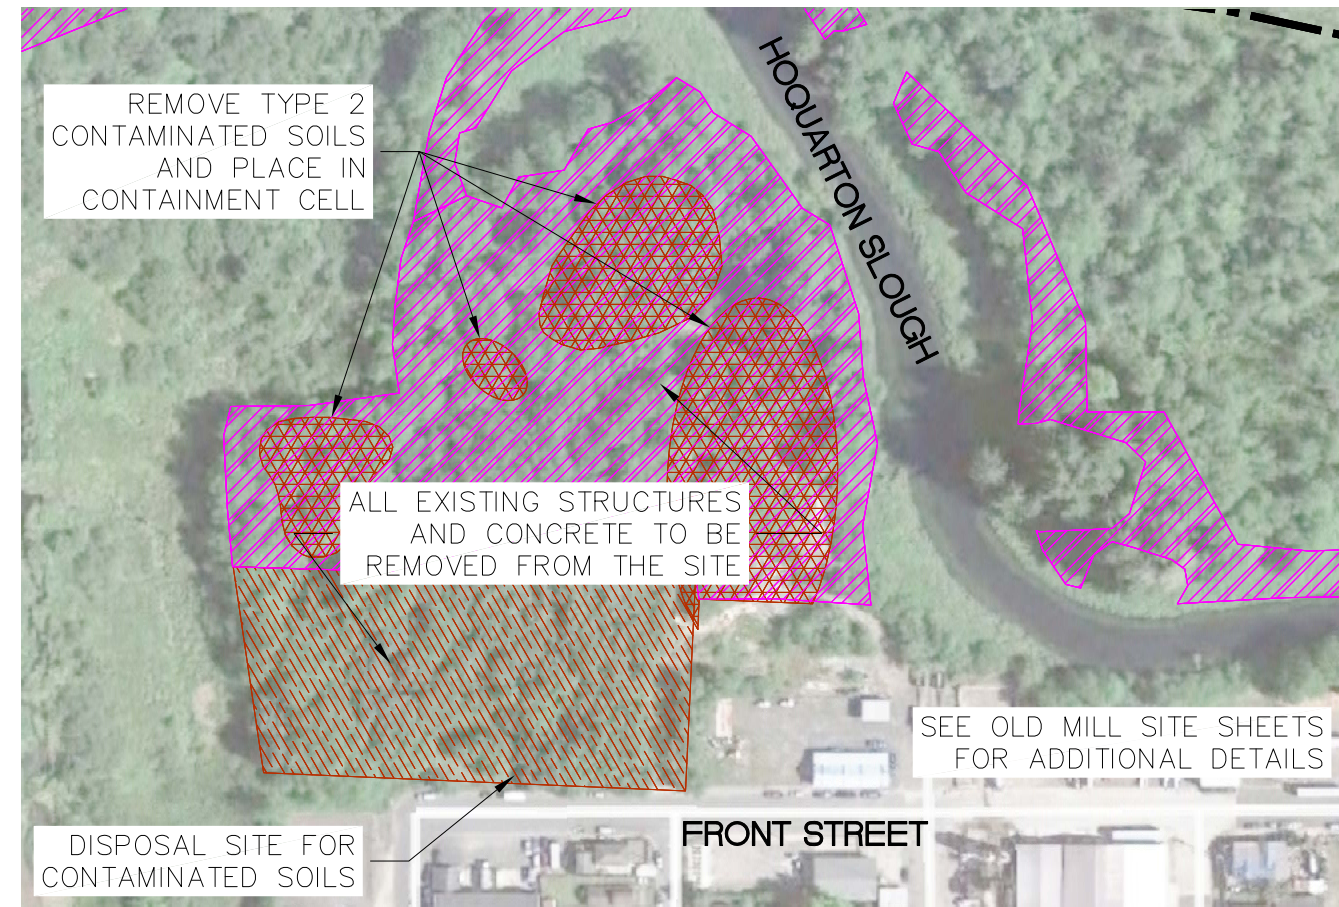 REMOVE TYPE 2
CONTAMINATED SOILS
AND PLACE IN
CONTAINMENT CELL
HOQUARTON SLOUGH
ALL EXISTING STRUCTURES
AND CONCRETE TO BE
REMOVED FROM THE SITE
SEE OLD MILL SITE SHEETS
FOR ADDITIONAL DETAILS
FRONT STREET
DISPOSAL SITE FOR
CONTAMINATED SOILS